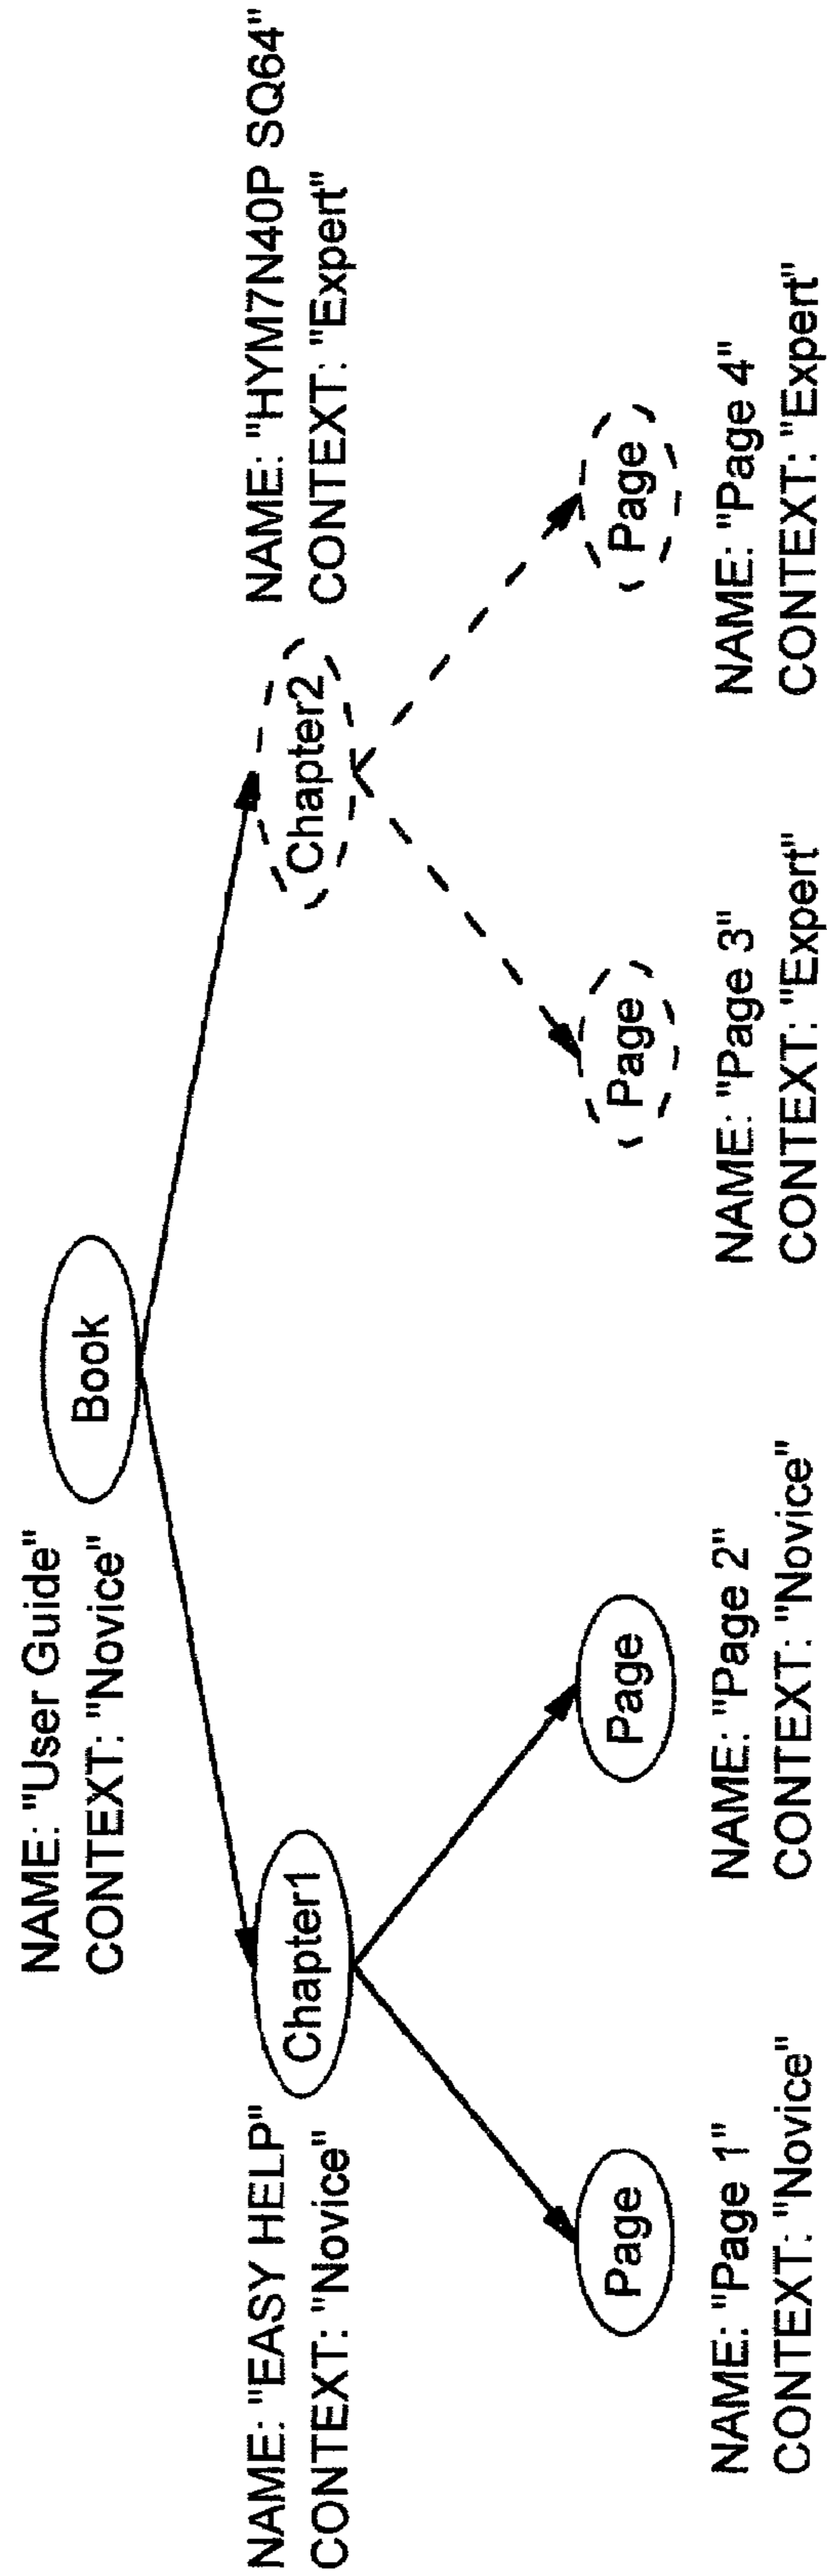 NAME: "User Guide"
CONTEXT: "Novice"
Book
NAME: "EASY HELP"
CONTEXT: "Novice"
Chapter1
Chapter2
NAME: "HYM7N40P SQ64"
CONTEXT: "Expert"
Page
Page
Page
Page
NAME: "Page 1"
CONTEXT: "Novice"
NAME: "Page 2"
CONTEXT: "Novice"
NAME: "Page 3"
CONTEXT: "Expert"
NAME: "Page 4"
CONTEXT: "Expert"